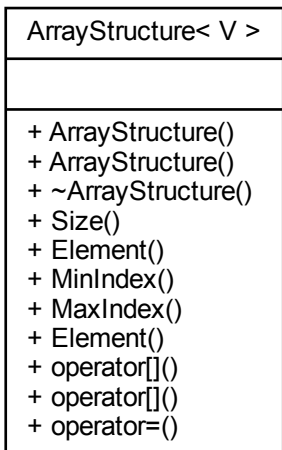 ArrayStructure< V >
+ ArrayStructure()
+ ArrayStructure()
+ ~ArrayStructure()
+ Size()
+ Element()
+ MinIndex()
+ MaxIndex()
+ Element()
+ operator[]()
+ operator[]()
+ operator=()